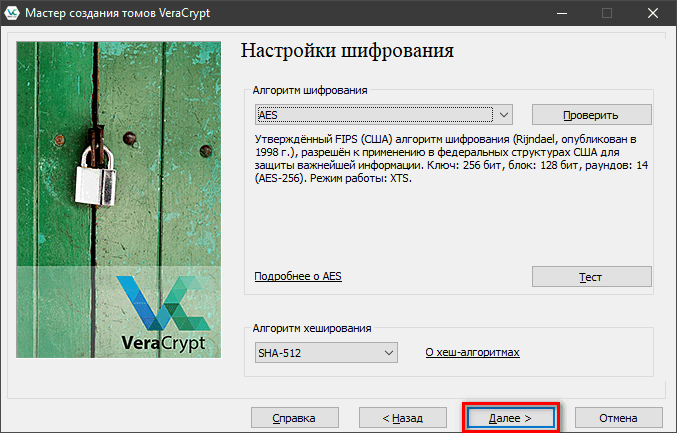 Мастер создания томов VeraCrypt
Настройки шифрования
Алгоритм шифрования
AES
Проверить
Утверждённый FIPS (США) алгоритм шифрования (Rijndael, опубликован в
1998 г.), разрешён к применению в федеральных структурах США для
защиты важнейшей информации. Ключ: 256 бит, блок: 128 бит, раундов: 14
(AES-256). Режим работы: XTS.
Подробнее о AES
Тест
VeraCrypt
Алгоритм хеширования
SHA-512
О хеш-алгоритмах
Справка
< Назад
Далее >
Отмена